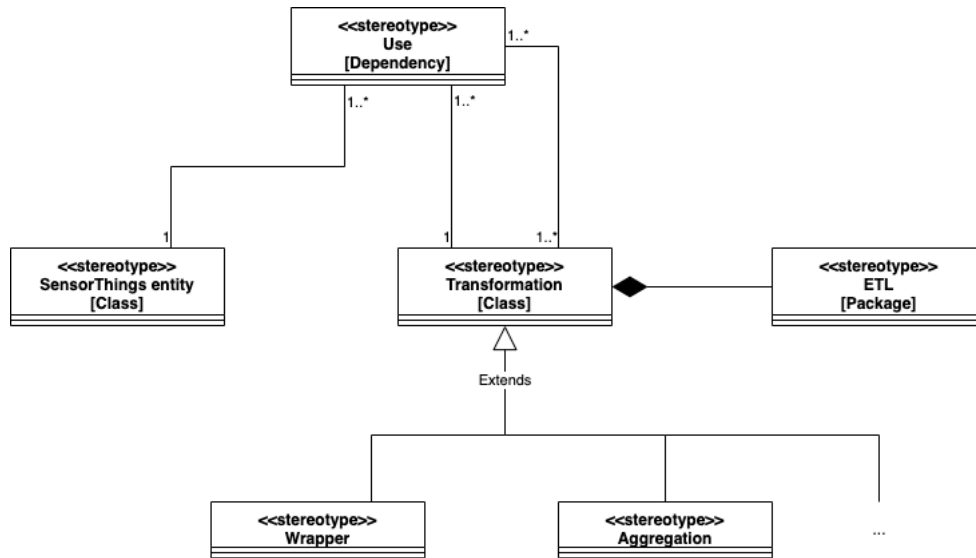 <<stereotype>>
Use
[Dependency]
1..*
1..*
1..*
1
1
1..*
<<stereotype>>
SensorThings entity
[Class]
<<stereotype>>
Transformation
[Class]
<<stereotype>>
ETL
[Package]
Extends
<<stereotype>>
Wrapper
<<stereotype>>
Aggregation
...